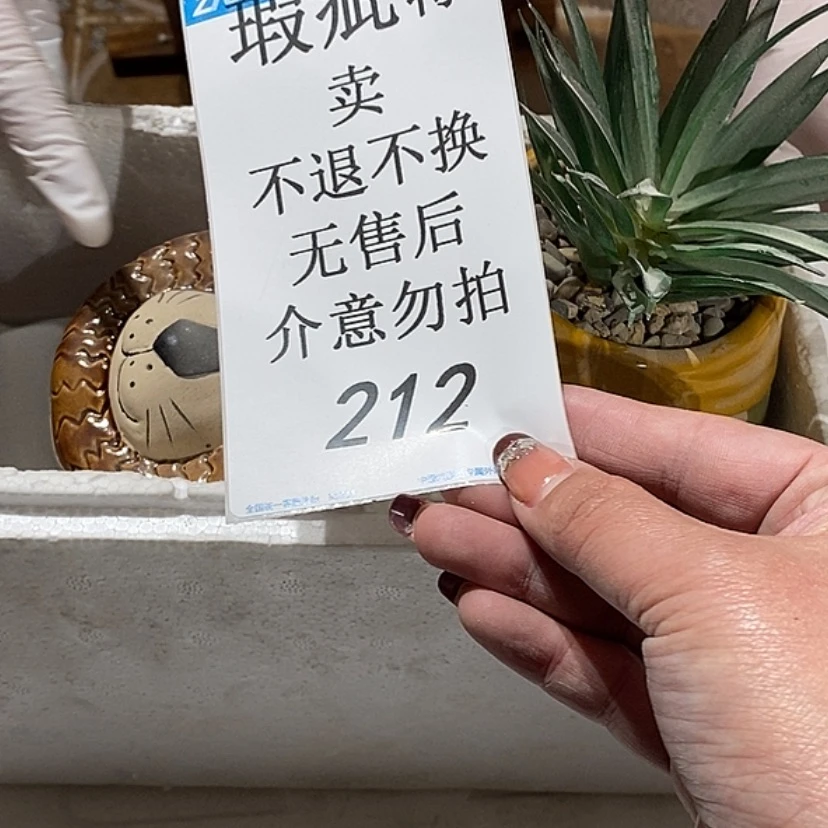 瑕疵特
卖
不退不换
无售后
介意勿拍
212